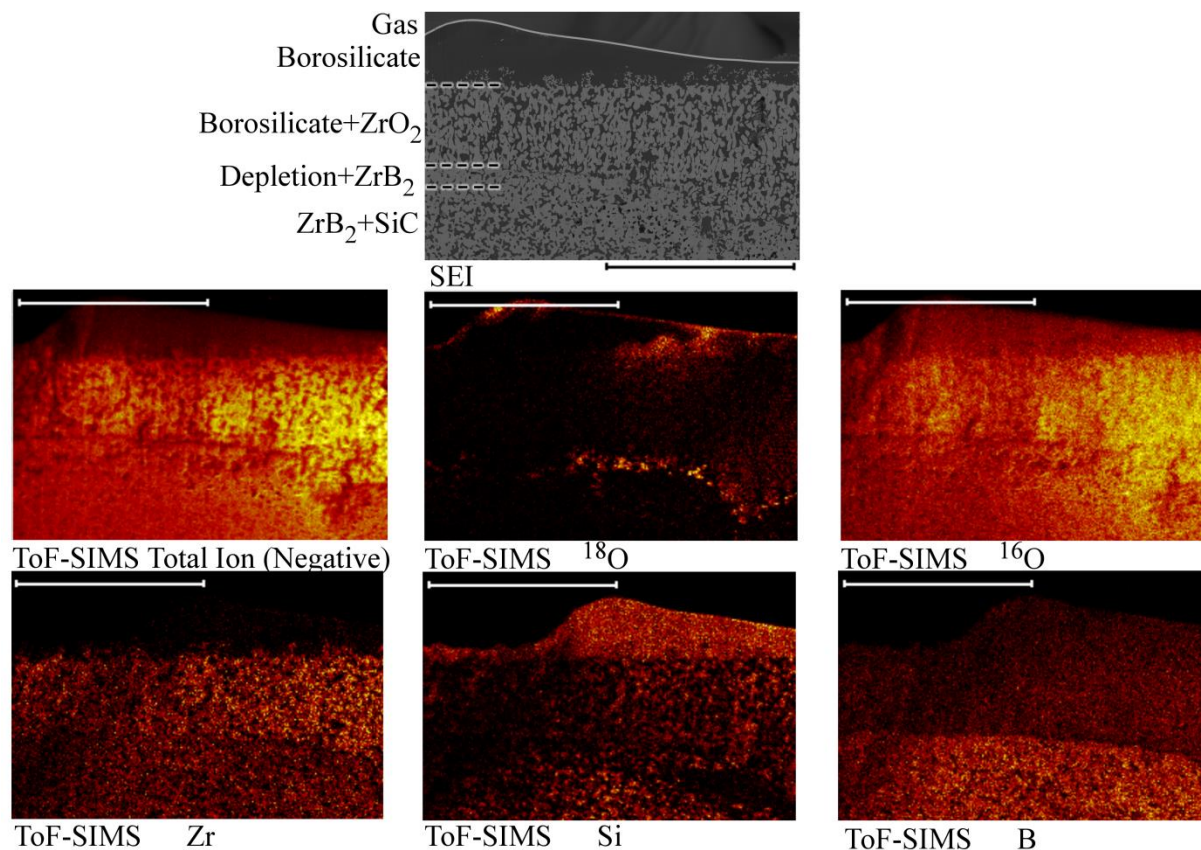 Gas
Borosilicate
Borosilicate+ZrO2
Depletion+ZrB2
ZrB2+SiC
SEI
ToF-SIMS Total Ion (Negative)
ToF-SIMS 18O
ToF-SIMS 16O
ToF-SIMS Zr
ToF-SIMS Si
ToF-SIMS B